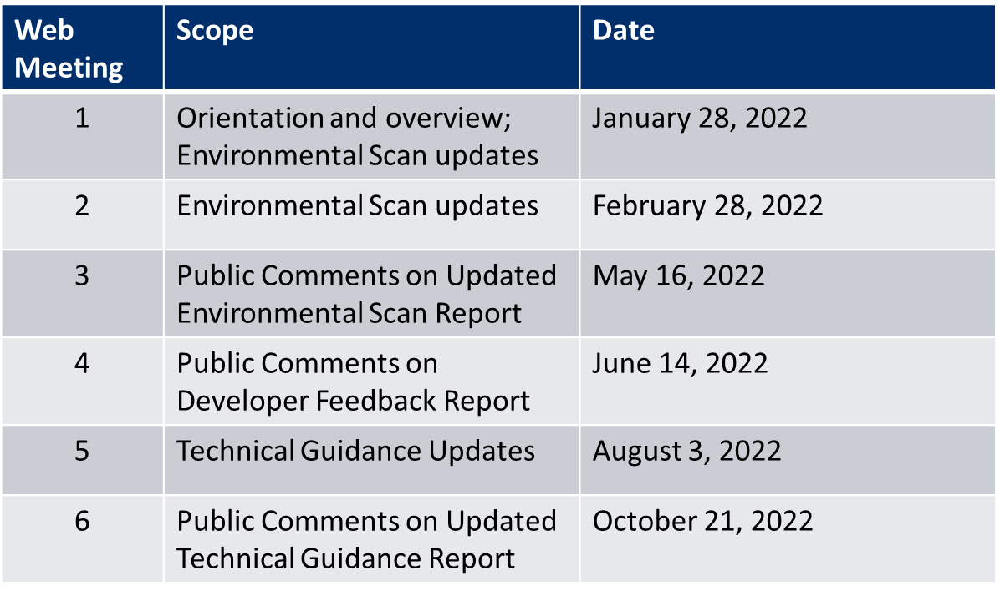 Web
Meeting
Scope
Date
1
Orientation and overview;
Environmental Scan updates
January 28, 2022
2
Environmental Scan updates
February 28, 2022
3
Public Comments on Updated
Environmental Scan Report
May 16, 2022
4
Public Comments on
Developer Feedback Report
June 14, 2022
5
Technical Guidance Updates
August 3, 2022
6
Public Comments on Updated
Technical Guidance Report
October 21, 2022